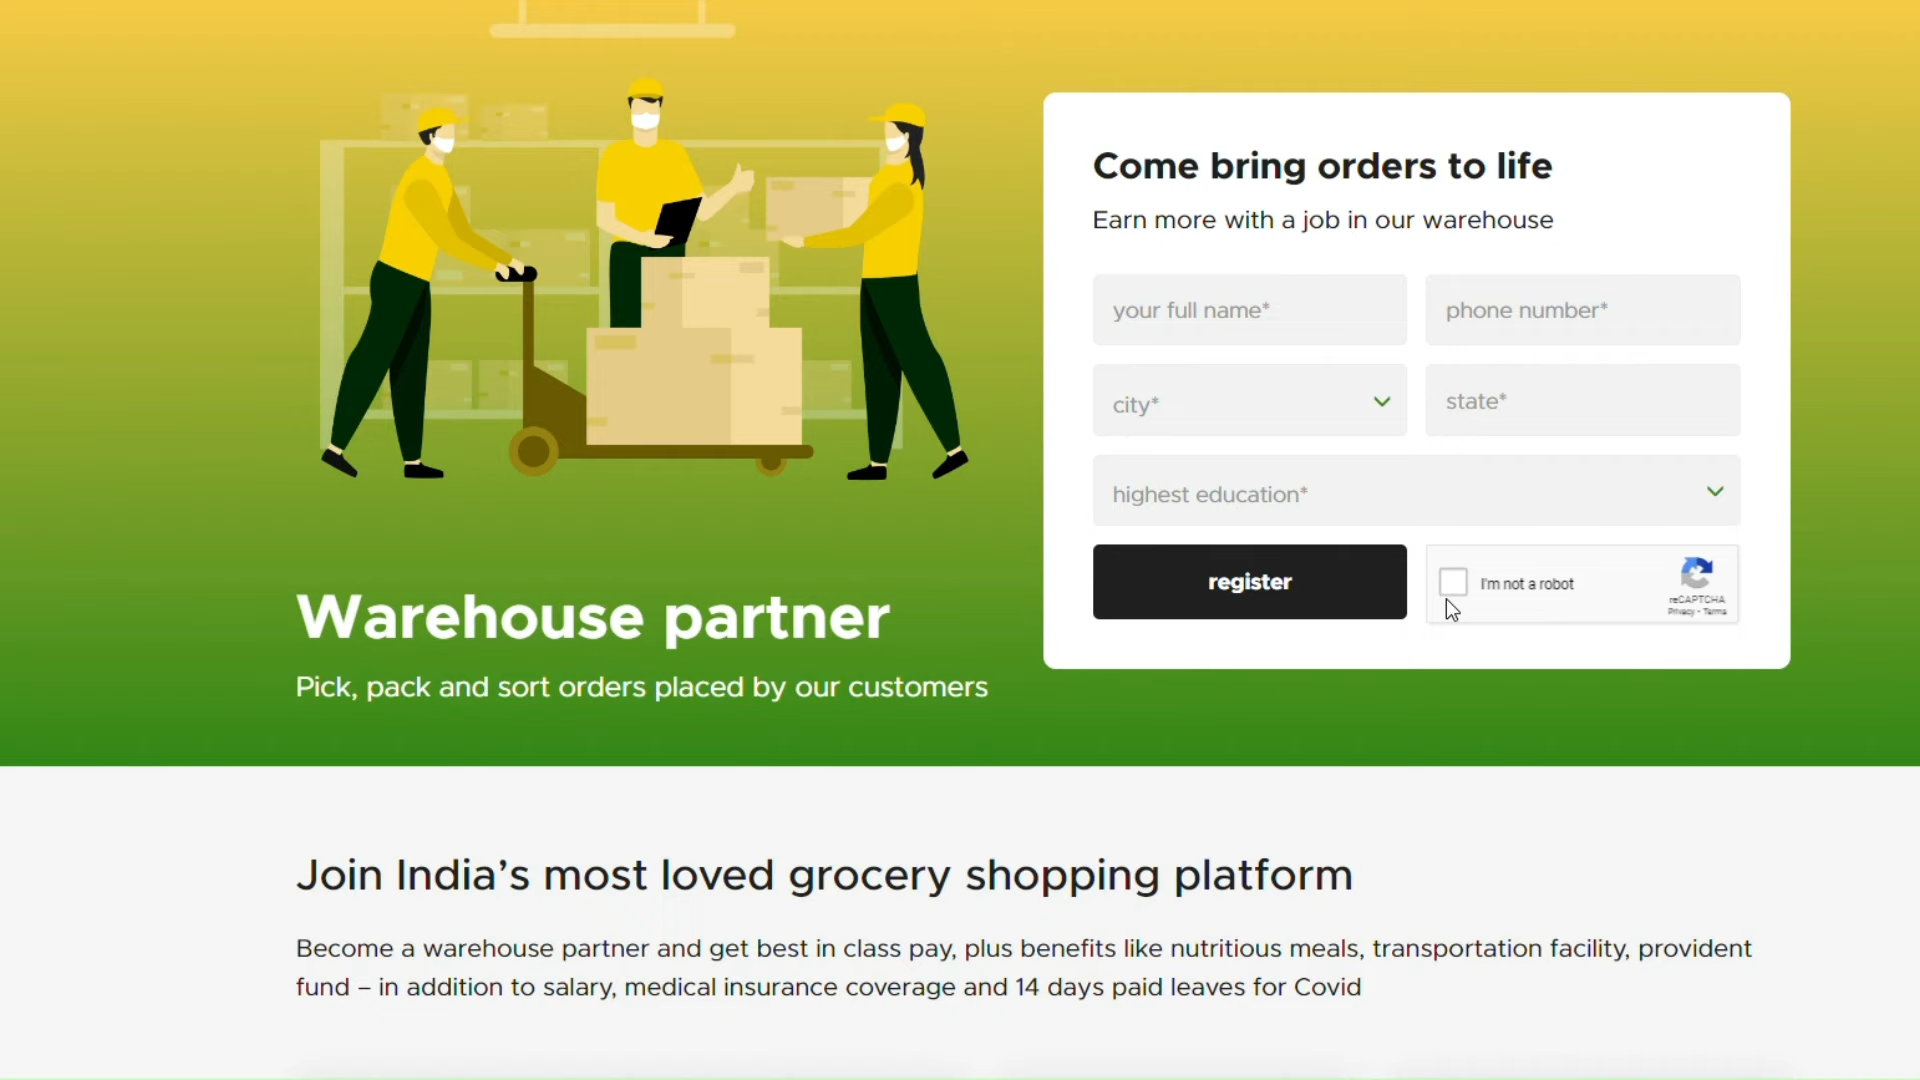 Come bring orders to life
Earn more with a job in our warehouse
your full name*
phone number*
city*
state*
highest education*
register
I'm not a robot
reCAPTCHA
Privacy - Terms
Warehouse partner
Pick, pack and sort orders placed by our customers
Join India’s most loved grocery shopping platform
Become a warehouse partner and get best in class pay, plus benefits like nutritious meals, transportation facility, provident
fund – in addition to salary, medical insurance coverage and 14 days paid leaves for Covid